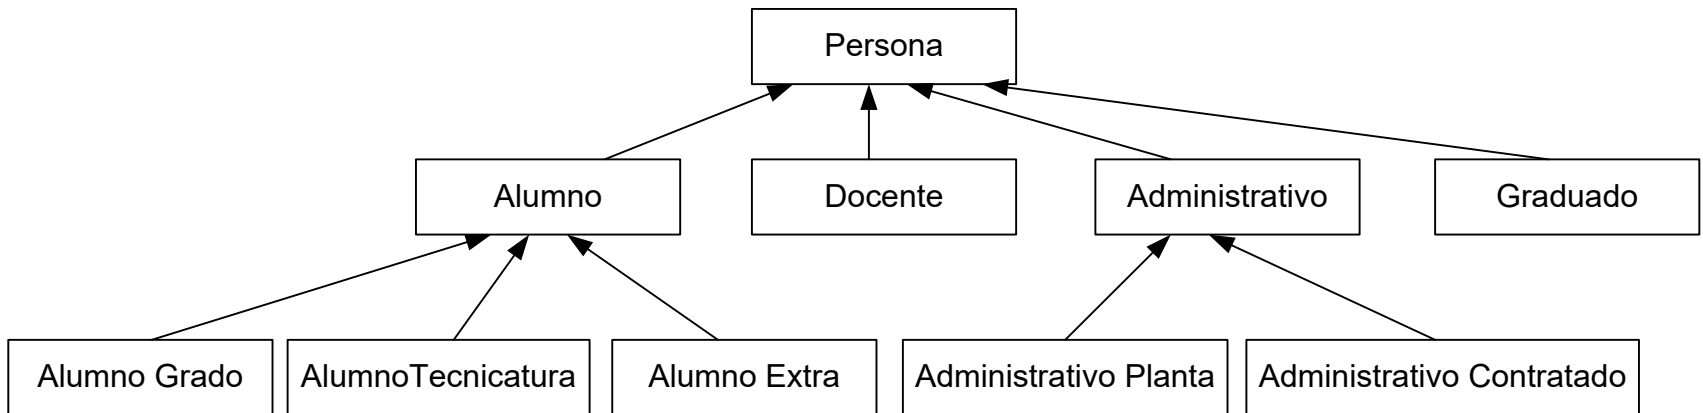 Persona
Alumno
Docente
Administrativo
Graduado
Alumno Grado
AlumnoTecnicatura
Alumno Extra
Administrativo Planta
Administrativo Contratado